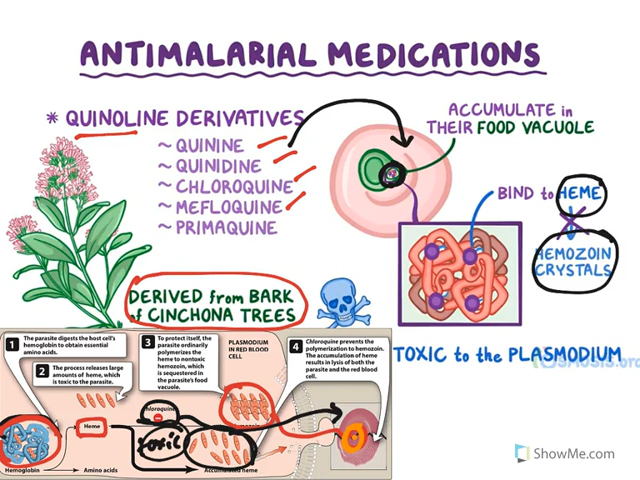 ANTIMALARIAL MEDICATIONS
* QUINOLINE DERIVATIVES
~ QUININE
~ QUINIDINE
~ CHLOROQUINE
~ MEFLOQUINE
~ PRIMAQUINE
ACCUMULATE in
THEIR FOOD VACUOLE
BIND to HEME
HEMOZOIN
CRYSTALS
DERIVED from BARK
of CINCHONA TREES
TOXIC to the PLASMODIUM
1 The parasite digests the host cell's
hemoglobin to obtain essential
amino acids.
2 The process releases large
amounts of heme, which
is toxic to the parasite.
3 To protect itself, the
parasite ordinarily
polymerizes the heme
to nontoxic
hemozoin, which
is sequestered in
the parasite's food
vacuole.
PLASMODIUM
IN RED BLOOD
CELL
4 Chloroquine prevents the
polymerization to hemozoin.
The accumulation of heme
results in lysis of both the
parasite and the red blood
cell.
Chloroquine
Heme
toxic
Hemoglobin
Amino acids
Accumulated heme
ShowMe.com